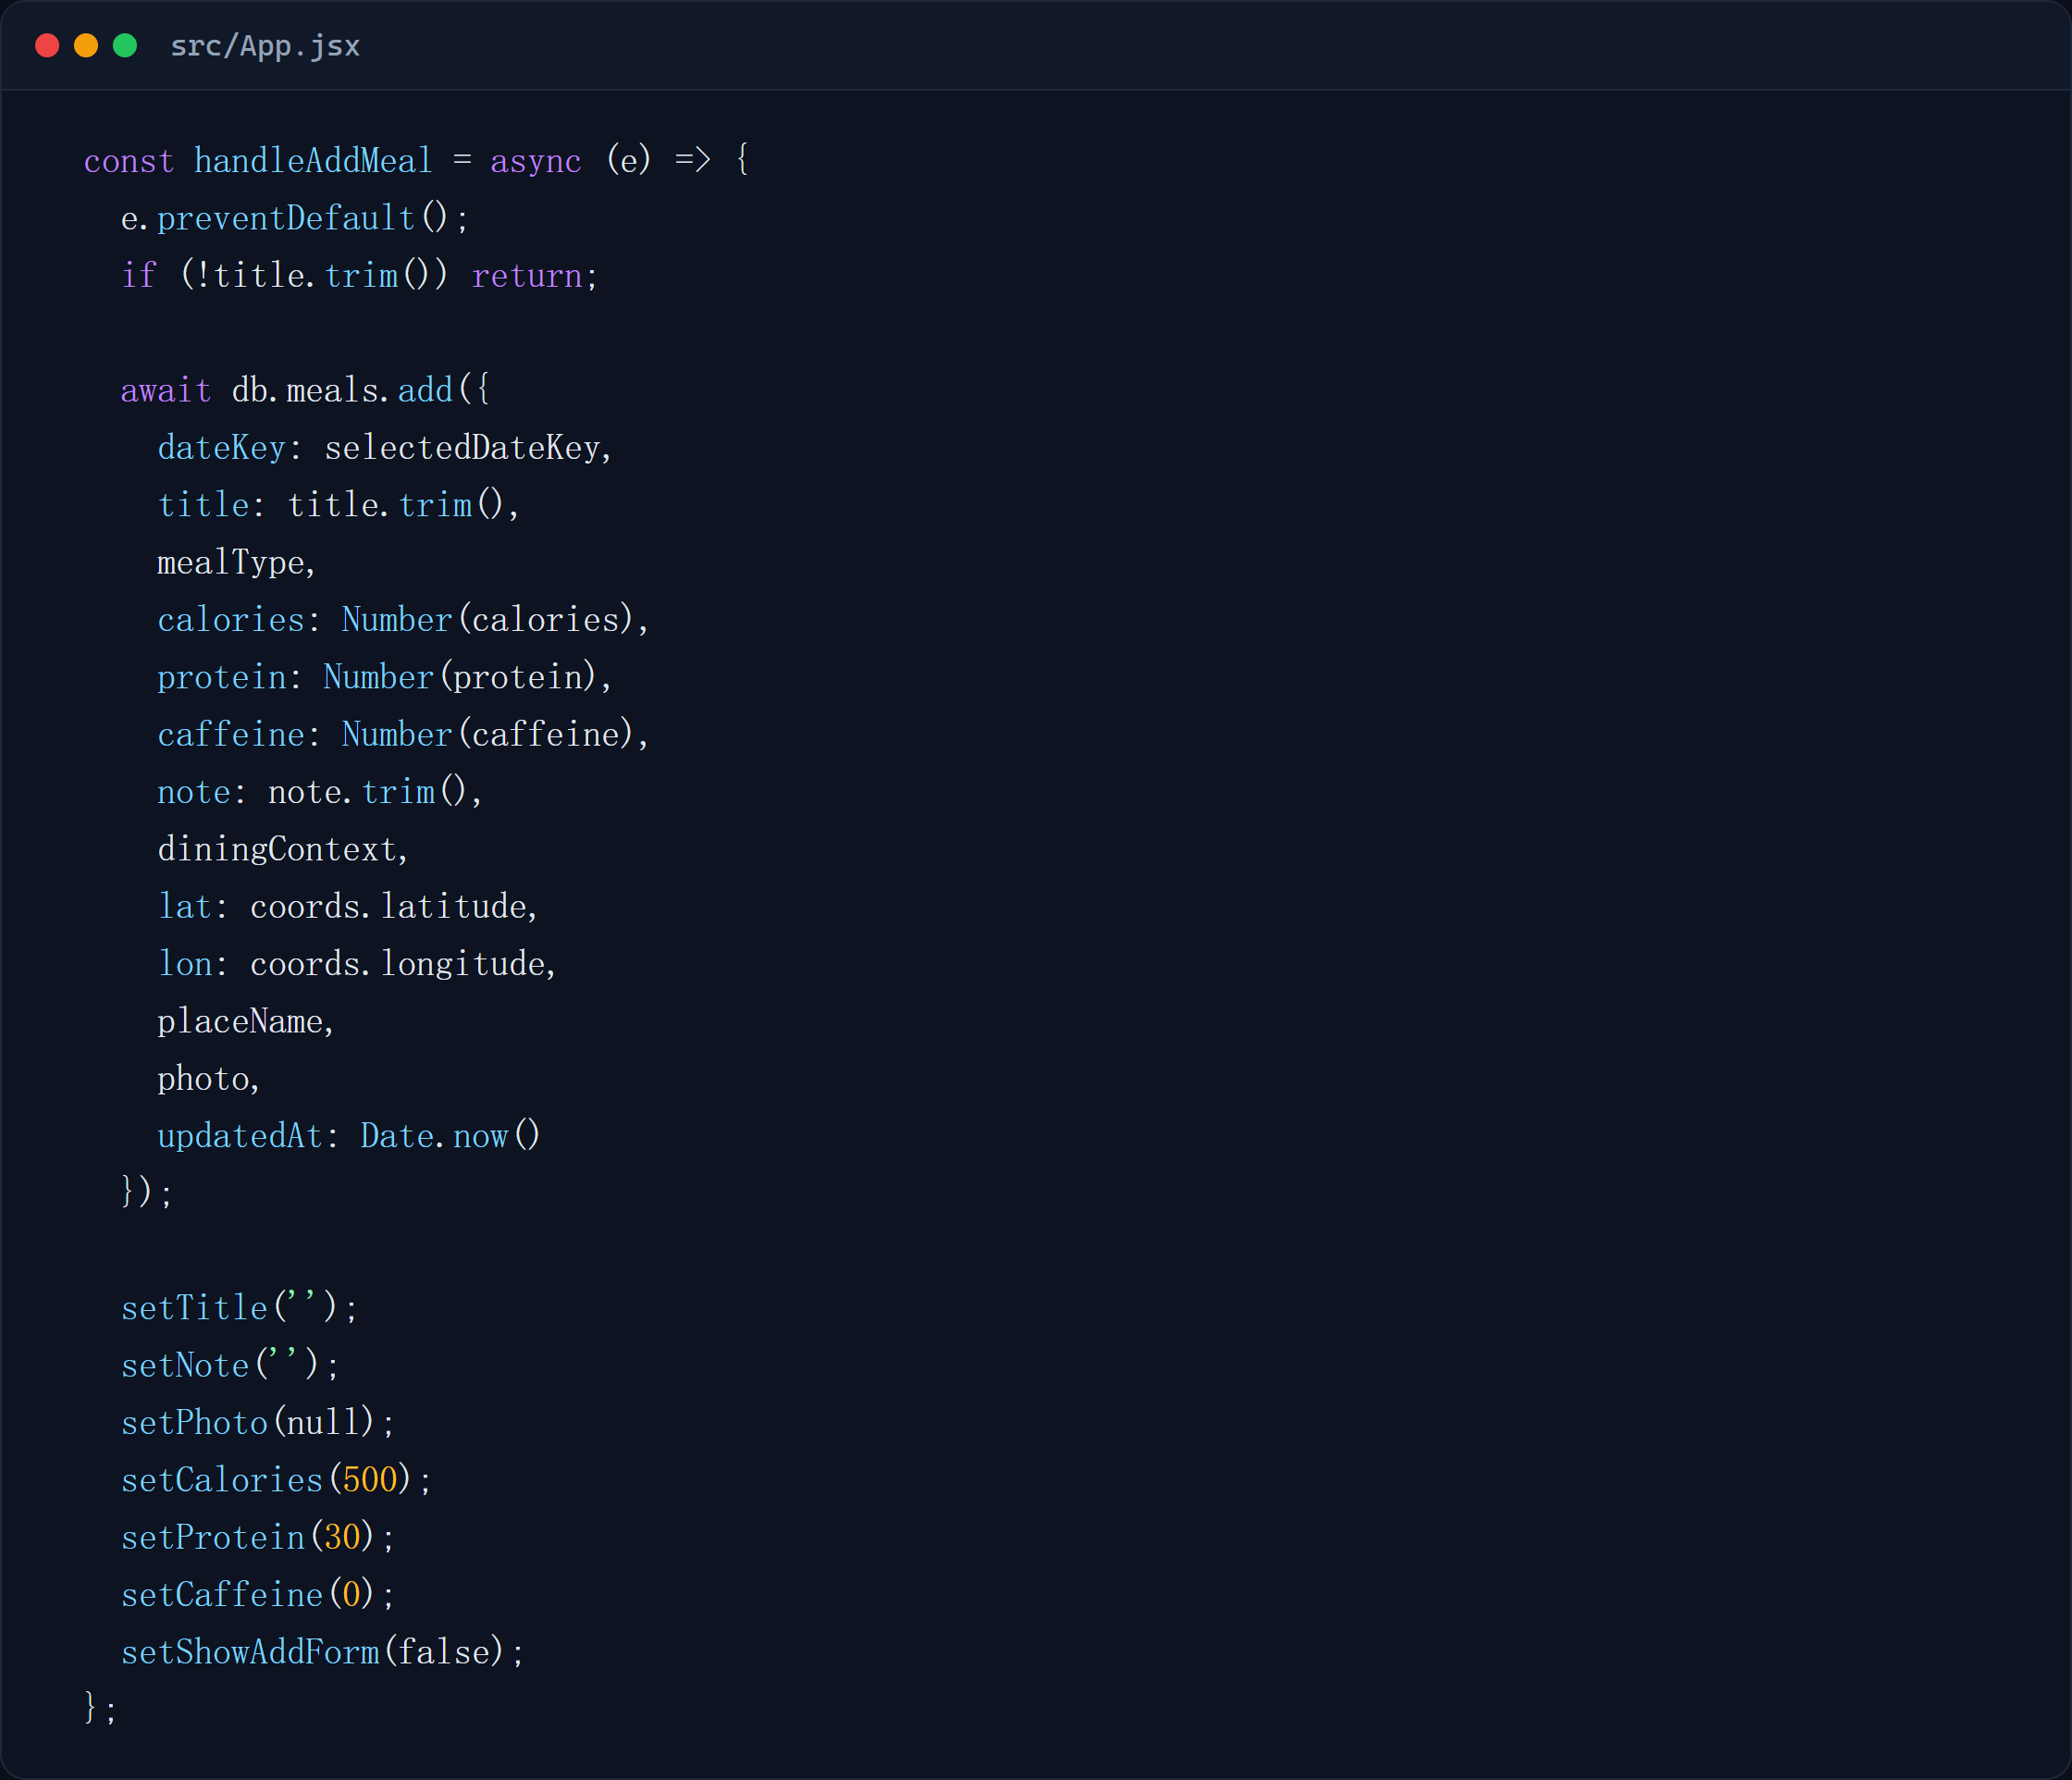 src/App.jsx
const handleAddMeal = async (e) => {
  e.preventDefault();
  if (!title.trim()) return;

  await db.meals.add({
    dateKey: selectedDateKey,
    title: title.trim(),
    mealType,
    calories: Number(calories),
    protein: Number(protein),
    caffeine: Number(caffeine),
    note: note.trim(),
    diningContext,
    lat: coords.latitude,
    lon: coords.longitude,
    placeName,
    photo,
    updatedAt: Date.now()
  });

  setTitle('');
  setNote('');
  setPhoto(null);
  setCalories(500);
  setProtein(30);
  setCaffeine(0);
  setShowAddForm(false);
};